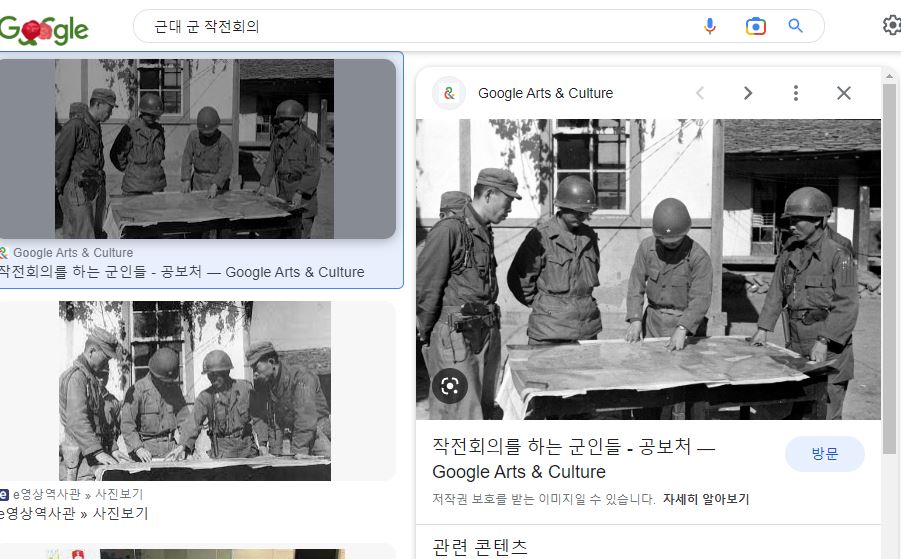 Google
근대 군 작전회의
Google Arts & Culture
작전회의를 하는 군인들 - 공보처 — Google Arts & Culture
e영상역사관 » 사진보기
e영상역사관 » 사진보기
Google Arts & Culture
작전회의를 하는 군인들 - 공보처 —
Google Arts & Culture
방문
저작권 보호를 받는 이미지일 수 있습니다. 자세히 알아보기
관련 콘텐츠